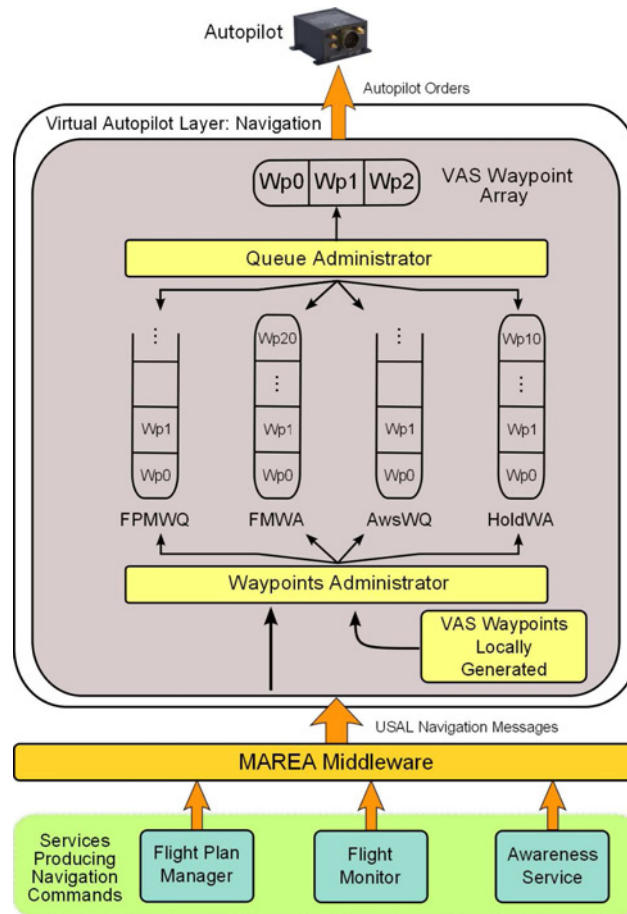 Autopilot
Autopilot Orders
Virtual Autopilot Layer: Navigation
Wp0 Wp1 Wp2
VAS Waypoint
Array
Queue Administrator
⋮ Wp20 ⋮ Wp10
⋮ ⋮
Wp1 Wp1 Wp1 Wp1
Wp0 Wp0 Wp0 Wp0
FPMWQ FMWA AwsWQ HoldWA
Waypoints Administrator
VAS Waypoints
Locally
Generated
USAL Navigation Messages
MAREA Middleware
Services
Producing
Navigation
Commands
Flight Plan
Manager
Flight
Monitor
Awareness
Service